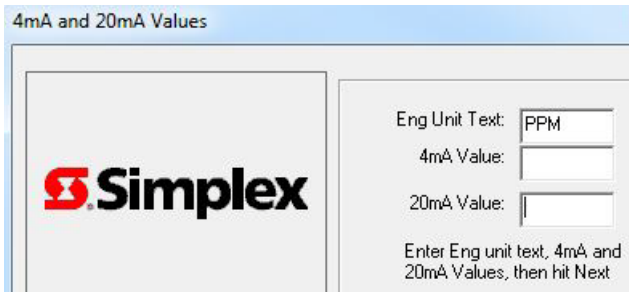 4mA and 20mA Values
Simplex
Eng Unit Text: PPM
4mA Value:
20mA Value:
Enter Eng unit text, 4mA and
20mA Values, then hit Next